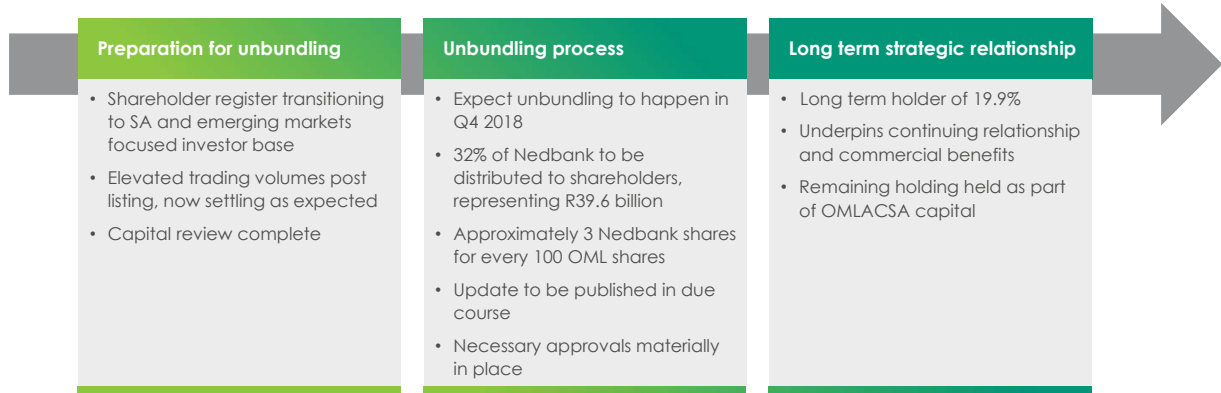 Preparation for unbundling
• Shareholder register transitioning
to SA and emerging markets
focused investor base
• Elevated trading volumes post
listing, now settling as expected
• Capital review complete
Unbundling process
• Expect unbundling to happen in
Q4 2018
• 32% of Nedbank to be
distributed to shareholders,
representing R39.6 billion
• Approximately 3 Nedbank shares
for every 100 OML shares
• Update to be published in due
course
• Necessary approvals materially
in place
Long term strategic relationship
• Long term holder of 19.9%
• Underpins continuing relationship
and commercial benefits
• Remaining holding held as part
of OMLACSA capital